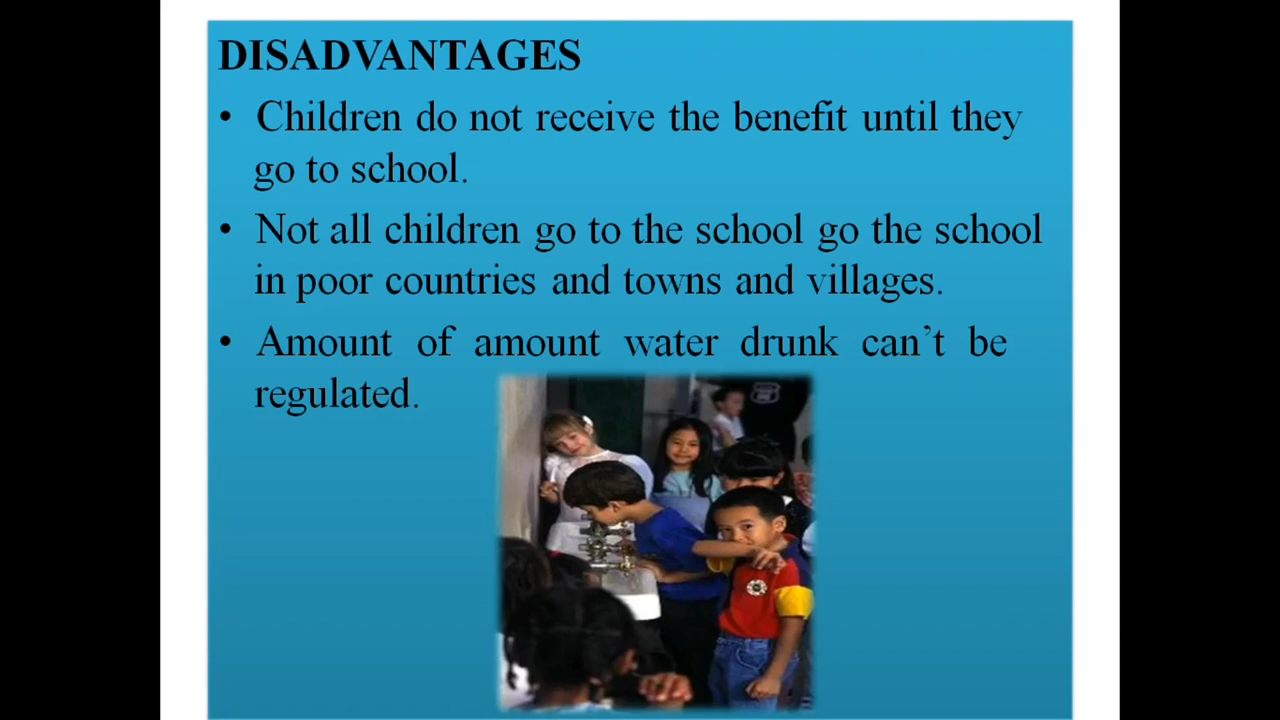 DISADVANTAGES
• Children do not receive the benefit until they
go to school.
• Not all children go to the school go the school
in poor countries and towns and villages.
• Amount of amount water drunk can’t be
regulated.